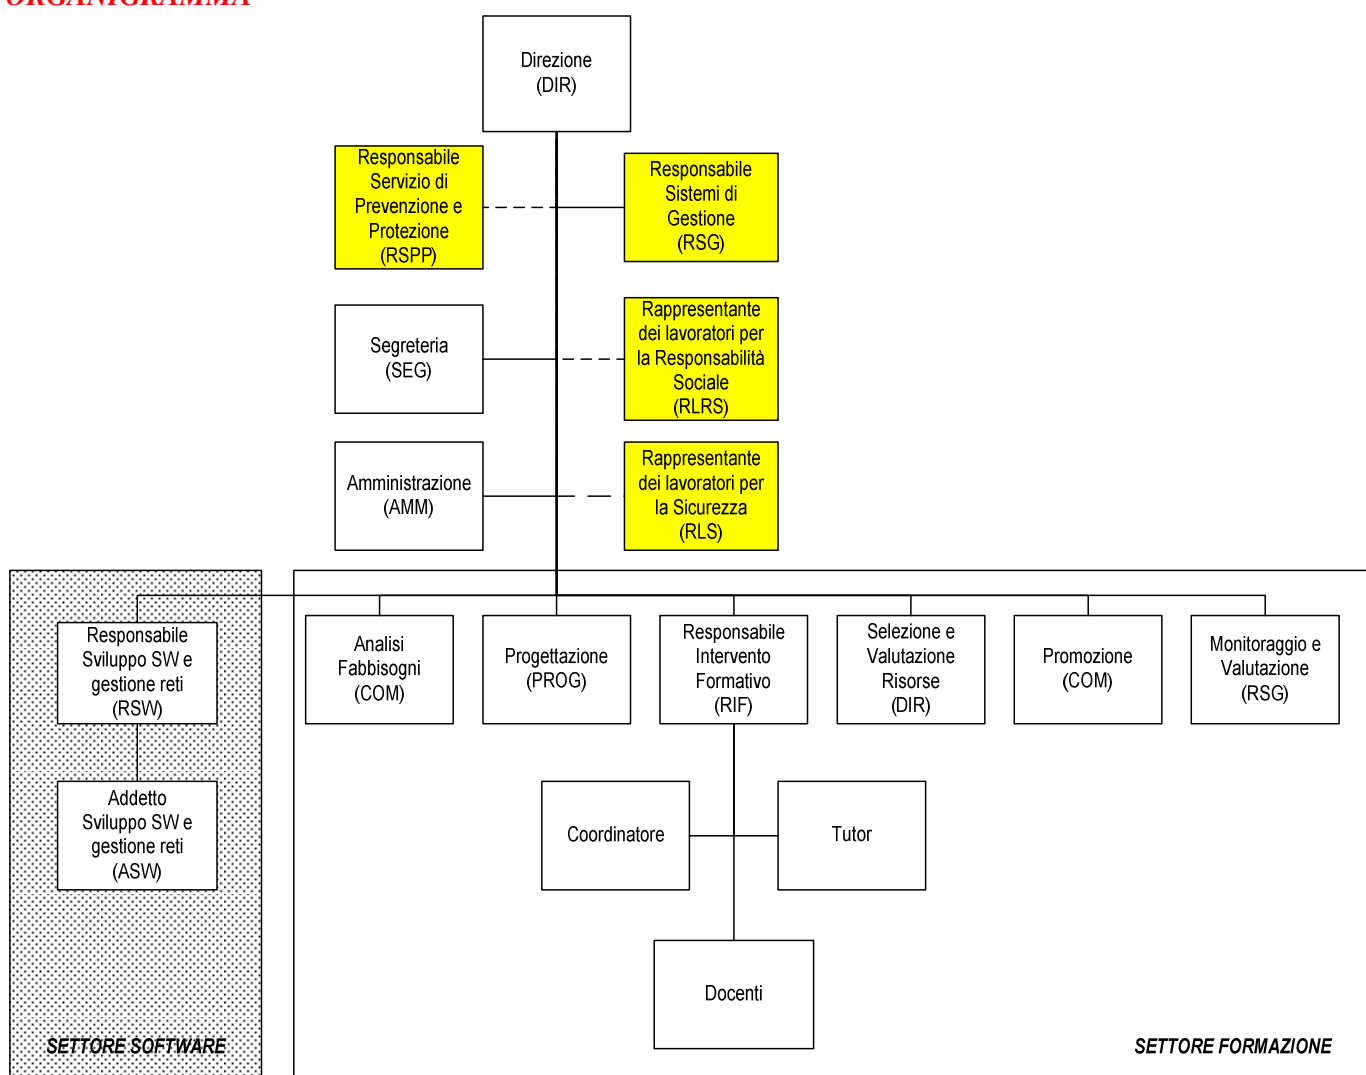 ORGANIGRAMMA
Direzione
(DIR)
Responsabile
Servizio di
Prevenzione e
Protezione
(RSPP)
Responsabile
Sistemi di
Gestione
(RSG)
Segreteria
(SEG)
Rappresentante
dei lavoratori per
la Responsabilità
Sociale
(RLRS)
Amministrazione
(AMM)
Rappresentante
dei lavoratori per
la Sicurezza
(RLS)
Responsabile
Sviluppo SW e
gestione reti
(RSW)
Analisi
Fabbisogni
(COM)
Progettazione
(PROG)
Responsabile
Intervento
Formativo
(RIF)
Selezione e
Valutazione
Risorse
(DIR)
Promozione
(COM)
Monitoraggio e
Valutazione
(RSG)
Addetto
Sviluppo SW e
gestione reti
(ASW)
Coordinatore
Tutor
Docenti
SETTORE SOFTWARE
SETTORE FORMAZIONE